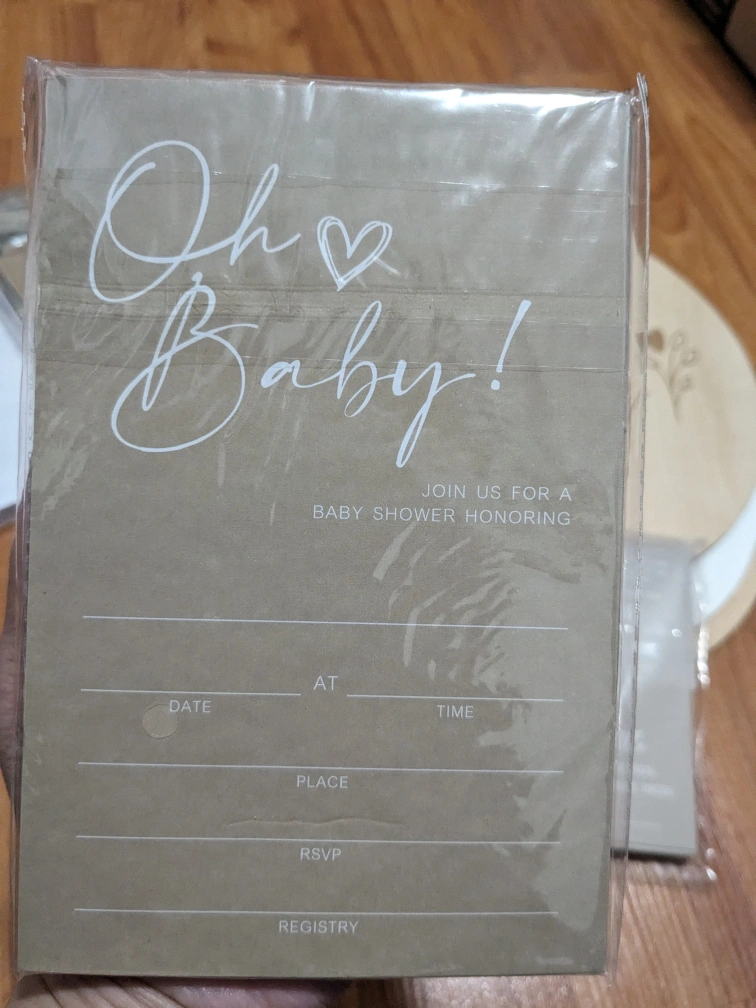 Oh
Baby!
JOIN US FOR A
BABY SHOWER HONORING
AT
DATE TIME
PLACE
RSVP
REGISTRY